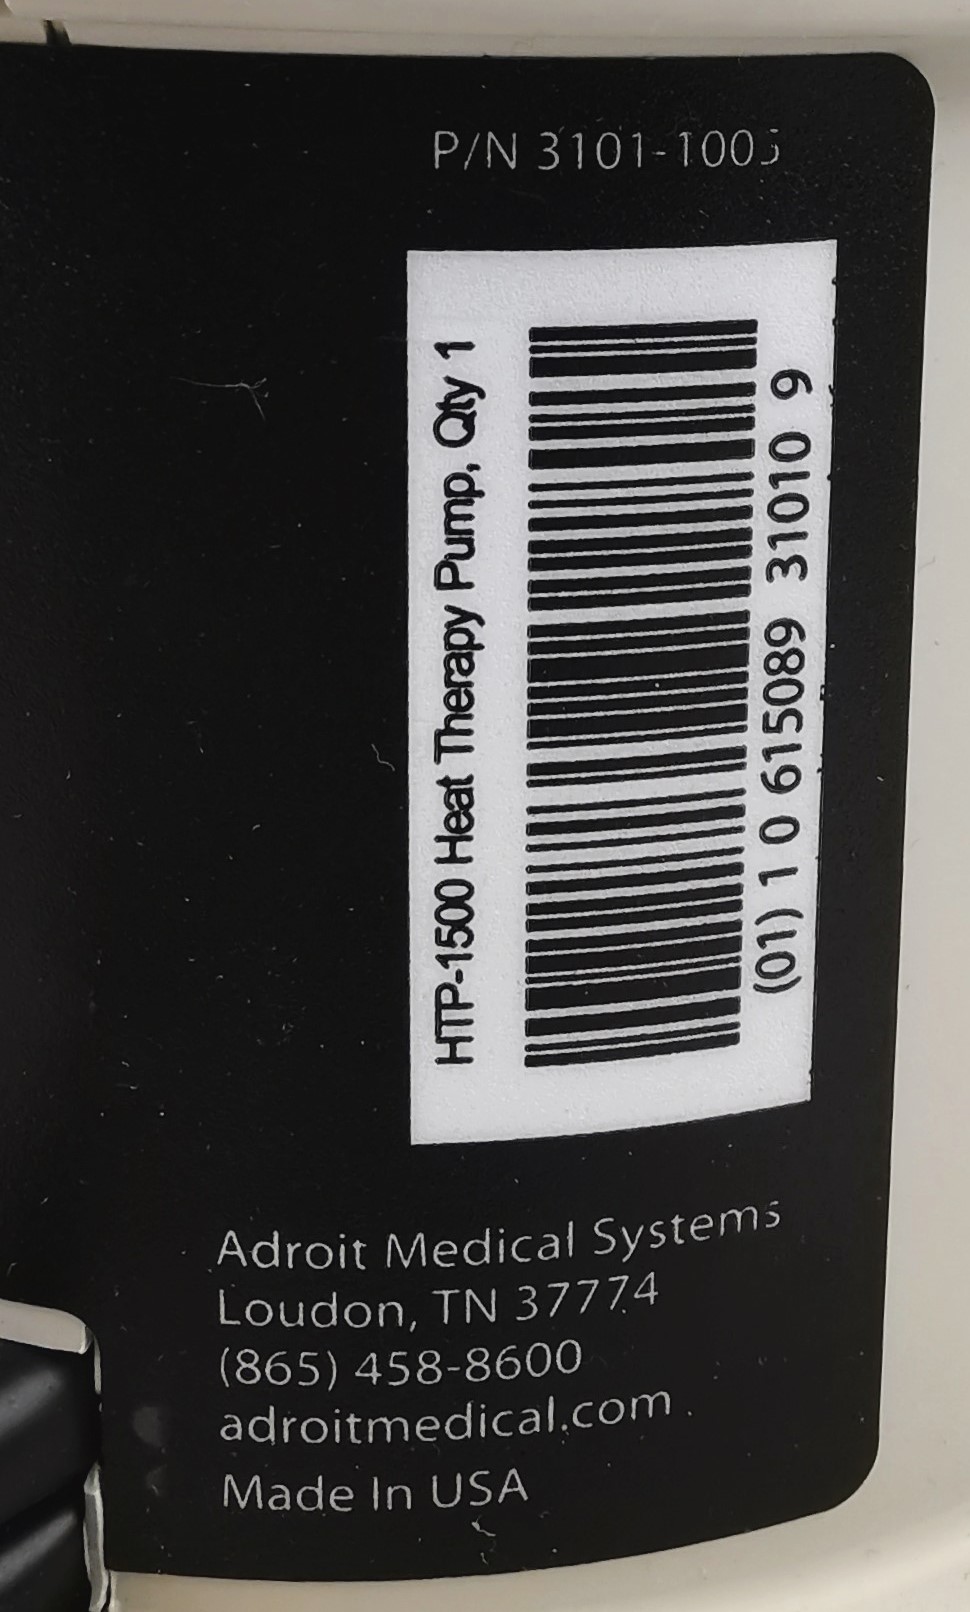 P/N 3101-1005
HTP-1500 Heat Therapy Pump, Qty 1
(01) 1 0 615089 31010 9
Adroit Medical Systems
Loudon, TN 37774
(865) 458-8600
adroitmedical.com
Made In USA